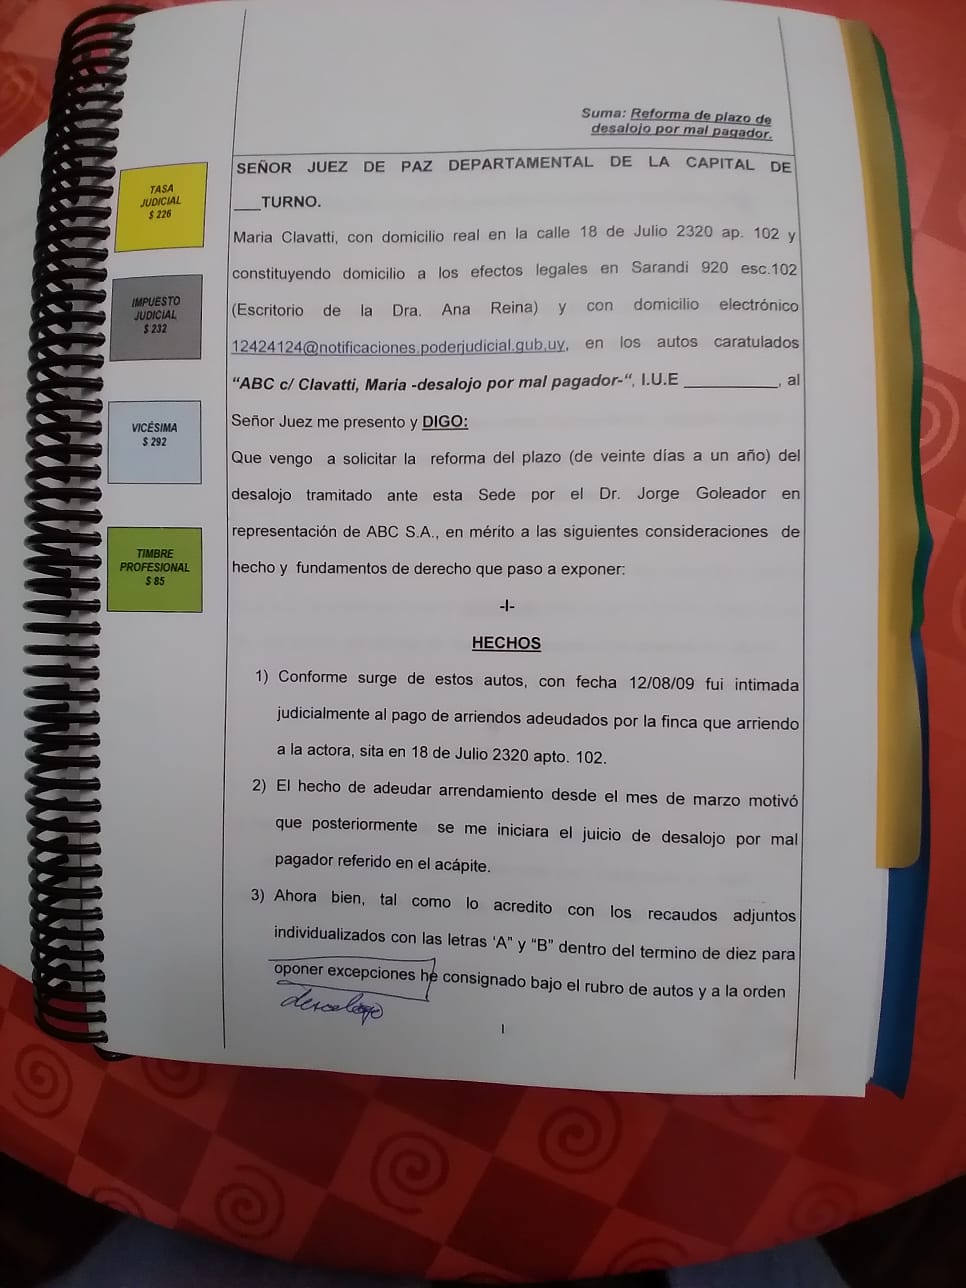 Suma: Reforma de plazo de
desalojo por mal pagador.
SEÑOR JUEZ DE PAZ DEPARTAMENTAL DE LA CAPITAL DE
___TURNO.
TASA
JUDICIAL
$ 226
IMPUESTO
JUDICIAL
$ 232
VICÉSIMA
$ 292
TIMBRE
PROFESIONAL
$ 85
Maria Clavatti, con domicilio real en la calle 18 de Julio 2320 ap. 102 y
constituyendo domicilio a los efectos legales en Sarandi 920 esc.102
(Escritorio de la Dra. Ana Reina) y con domicilio electrónico
12424124@notificaciones.poderjudicial.gub.uy, en los autos caratulados
“ABC c/ Clavatti, Maria -desalojo por mal pagador-“, I.U.E ___________, al
Señor Juez me presento y DIGO:
Que vengo a solicitar la reforma del plazo (de veinte días a un año) del
desalojo tramitado ante esta Sede por el Dr. Jorge Goleador en
representación de ABC S.A., en mérito a las siguientes consideraciones de
hecho y fundamentos de derecho que paso a exponer:
-I-
HECHOS
1) Conforme surge de estos autos, con fecha 12/08/09 fui intimada
judicialmente al pago de arriendos adeudados por la finca que arriendo
a la actora, sita en 18 de Julio 2320 apto. 102.
2) El hecho de adeudar arrendamiento desde el mes de marzo motivó
que posteriormente se me iniciara el juicio de desalojo por mal
pagador referido en el acápite.
3) Ahora bien, tal como lo acredito con los recaudos adjuntos
individualizados con las letras ‘A” y “B” dentro del termino de diez para
oponer excepciones he consignado bajo el rubro de autos y a la orden
desalojo
I